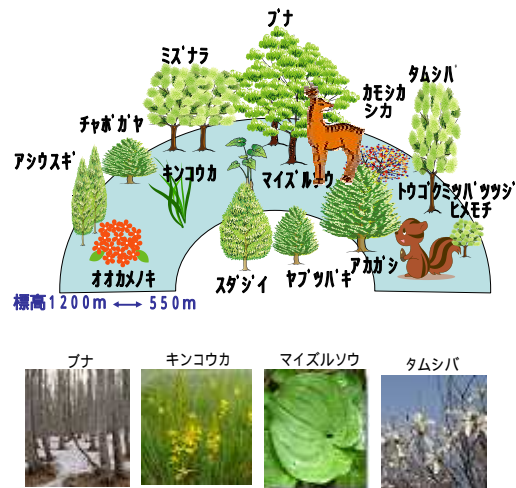 ブナ
ミズナラ
タムシバ
カモシカ
シカ
チャボガヤ
アシウスギ
キンコウカ
マイズルソウ
トウゴクミツバツツジ
ヒメモチ
オオカメノキ
スダジイ
ヤブツバキ
アカガシ
標高1200m ⟷ 550m
ブナ
キンコウカ
マイズルソウ
タムシバ